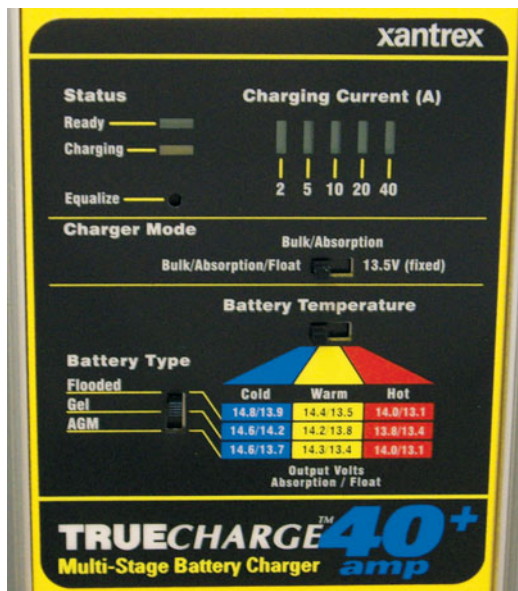 xantrex
Status
Charging Current (A)
Ready
Charging
2 5 10 20 40
Equalize
Charger Mode
Bulk/Absorption
Bulk/Absorption/Float 13.5V (fixed)
Battery Temperature
Battery Type
Flooded
Gel
AGM
Cold Warm Hot
14.8/13.9 14.4/13.5 14.0/13.1
14.6/14.2 14.2/13.8 13.8/13.4
14.6/13.7 14.3/13.4 14.0/13.1
Output Volts
Absorption / Float
TRUECHARGE™ 40+
Multi-Stage Battery Charger amp